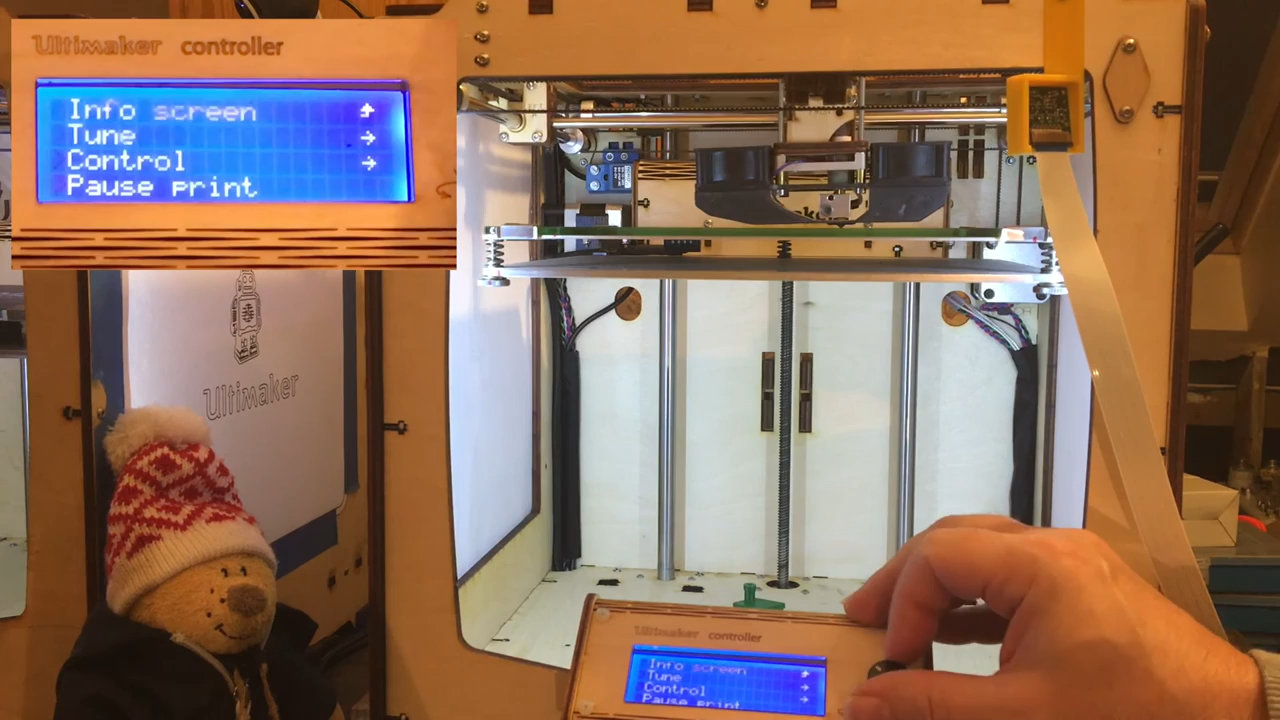 Ultimaker controller
Info screen
Tune
Control
Pause print
Ultimaker
Ultimaker controller
Info screen
Tune
Control
Pause print